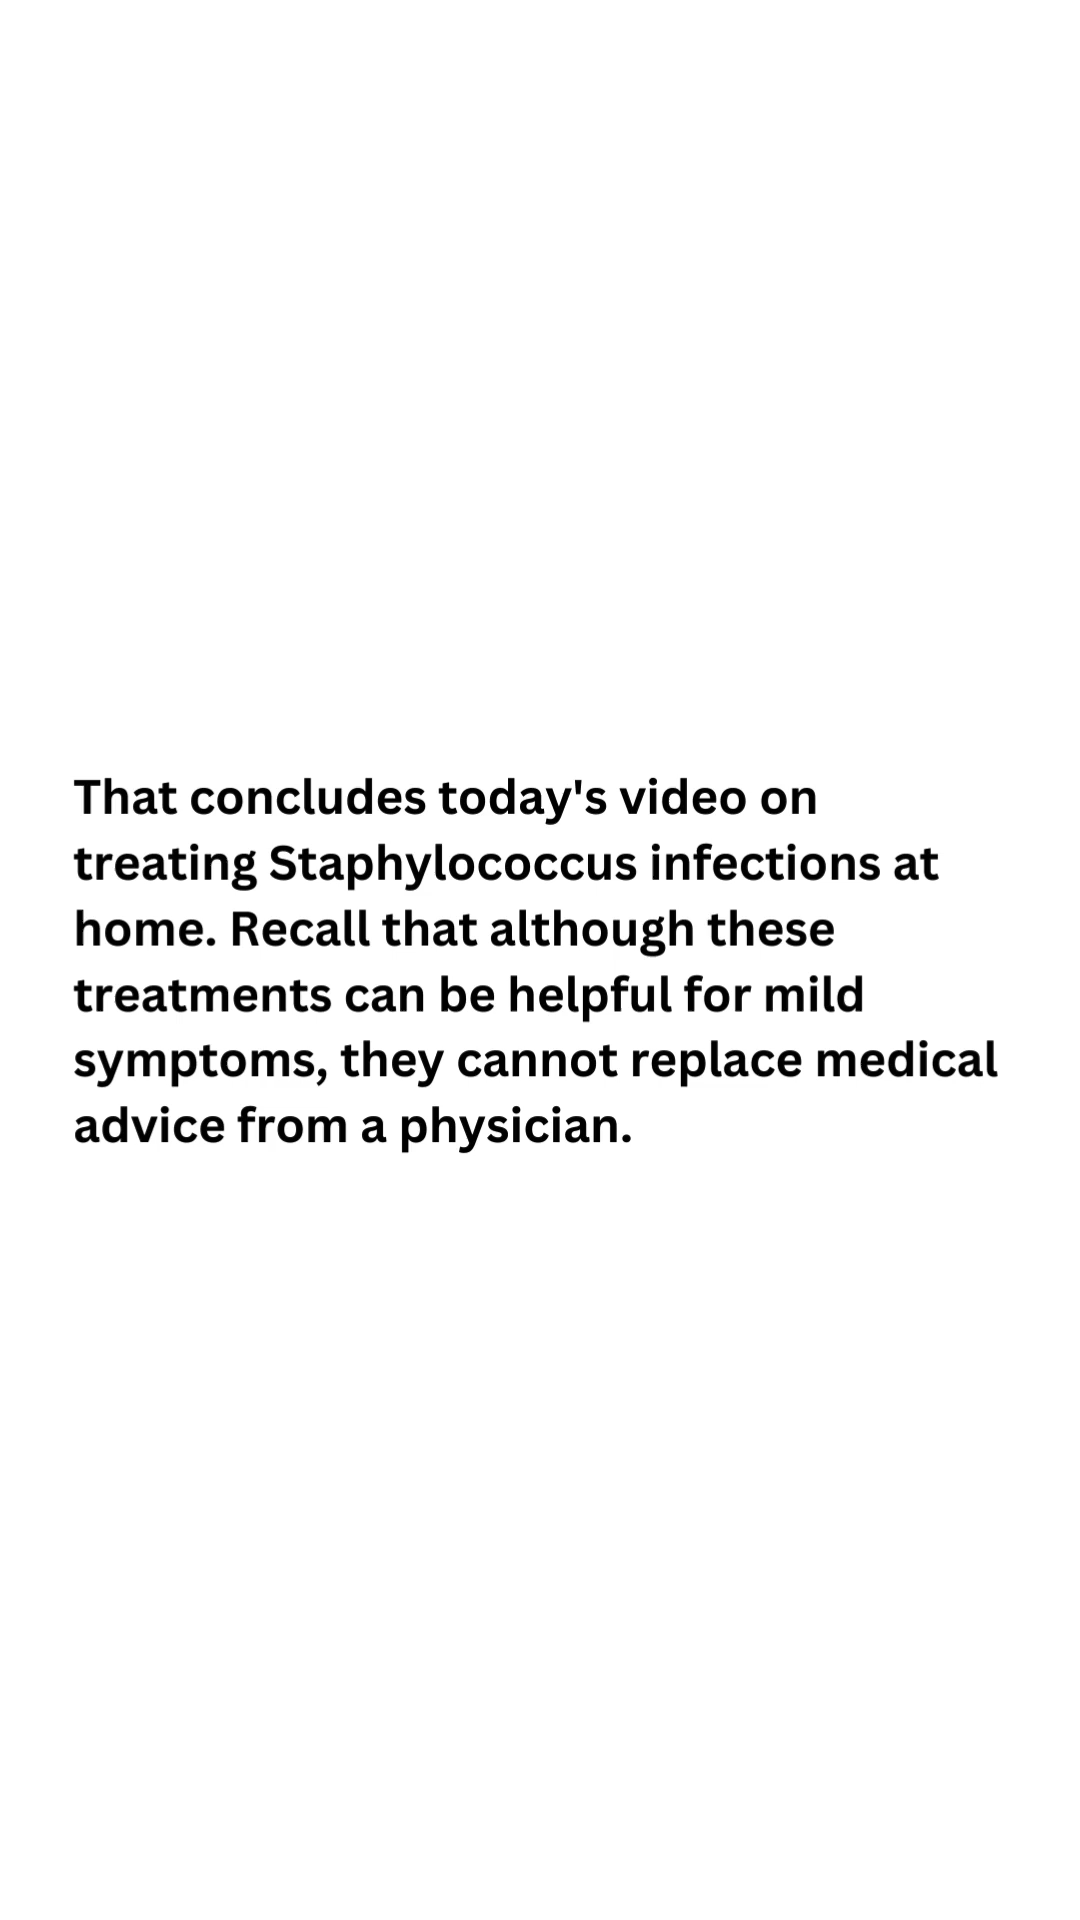 That concludes today's video on
treating Staphylococcus infections at
home. Recall that although these
treatments can be helpful for mild
symptoms, they cannot replace medical
advice from a physician.